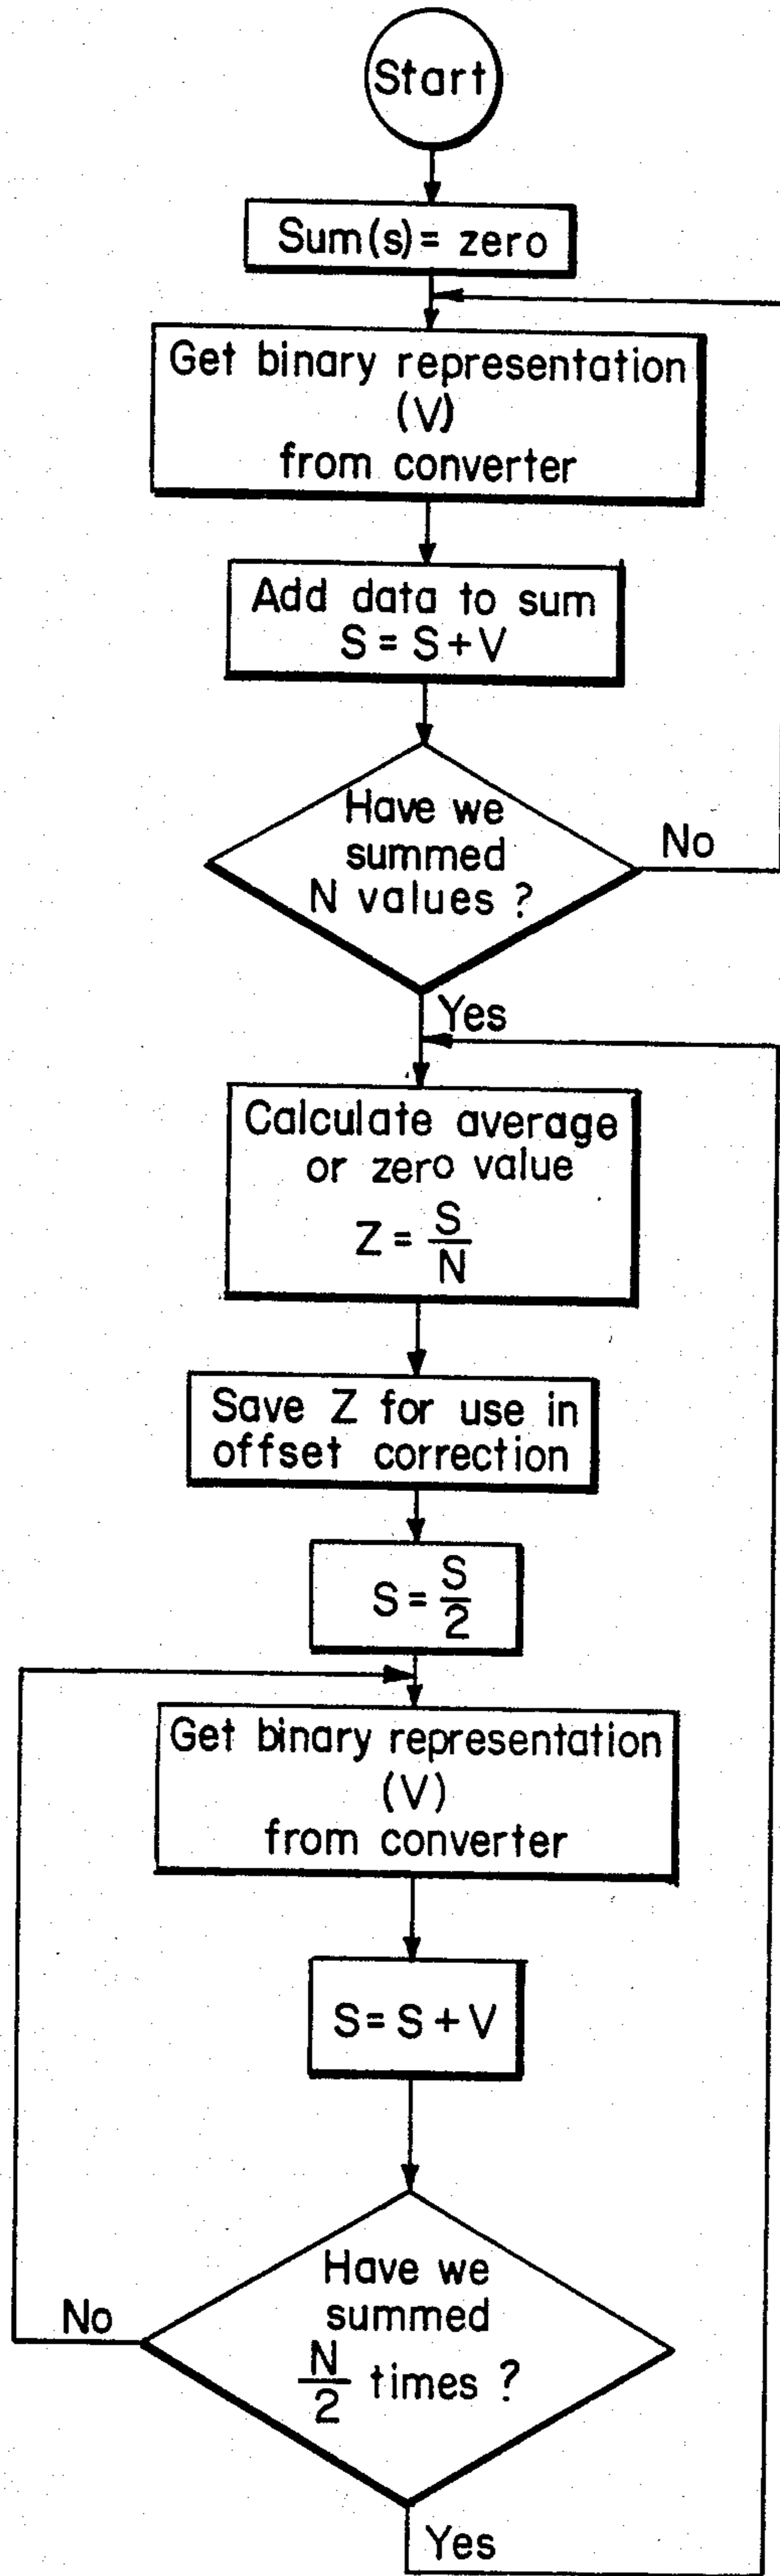 Start
Sum(s) = zero
Get binary representation
(V)
from converter
Add data to sum
S = S + V
Have we
summed
N values ?
No
Yes
Calculate average
or zero value
Z = S/N
Save Z for use in
offset correction
S = S/2
Get binary representation
(V)
from converter
S = S + V
Have we
summed
N/2 times ?
No
Yes